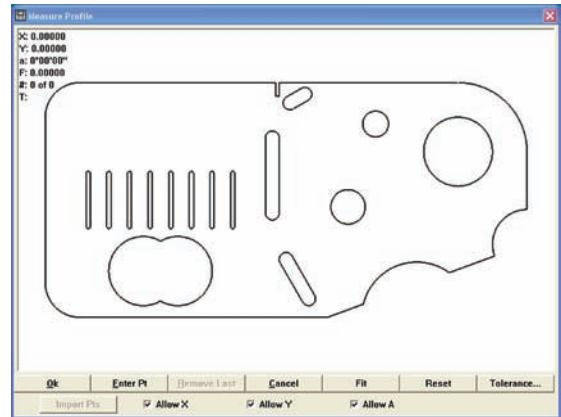 Measure Profile
X: 0.00000
Y: 0.00000
a: 0°00'00"
F: 0.00000
#: 0 of 0
T:
Ok Enter Pt Remove Last Cancel Fit Reset Tolerance...
Import Pts Allow X Allow Y Allow A